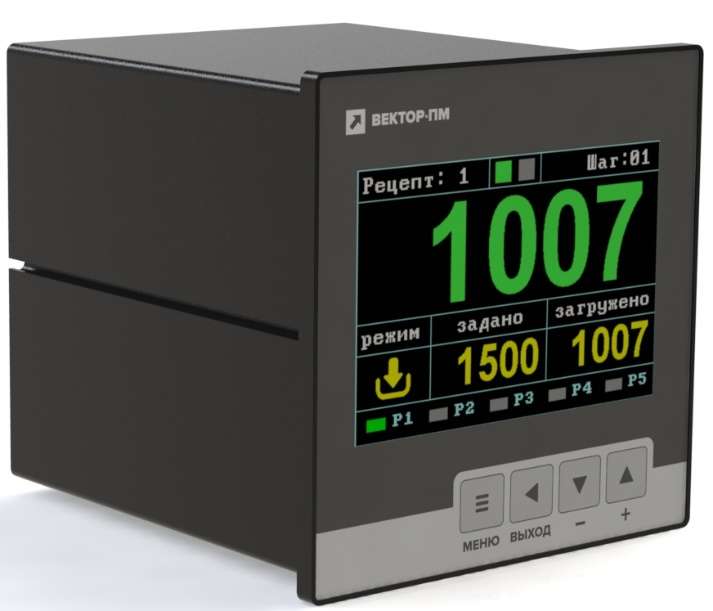 ВЕКТОР-ПМ
Рецепт: 1
Шаг:01
1007
режим
задано
загружено
1500
1007
P1 P2 P3 P4 P5
МЕНЮ ВЫХОД − +